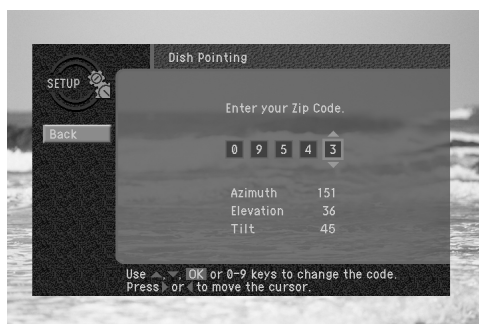 Dish Pointing
SETUP
Enter your Zip Code.
Back
0 9 5 4 3
Azimuth 151
Elevation 36
Tilt 45
Use , , OK or 0-9 keys to change the code.
Press or to move the cursor.